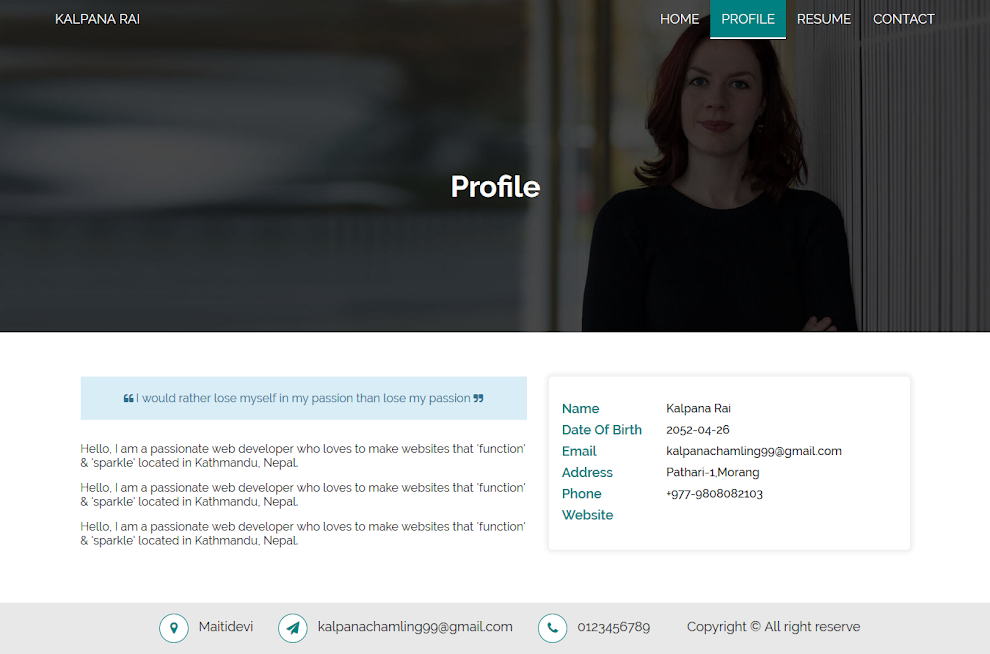 KALPANA RAI
HOME PROFILE RESUME CONTACT
Profile
❝ I would rather lose myself in my passion than lose my passion ❞
Hello, I am a passionate web developer who loves to make websites that 'function'
& 'sparkle' located in Kathmandu, Nepal.
Hello, I am a passionate web developer who loves to make websites that 'function'
& 'sparkle' located in Kathmandu, Nepal.
Hello, I am a passionate web developer who loves to make websites that 'function'
& 'sparkle' located in Kathmandu, Nepal.
Name Kalpana Rai
Date Of Birth 2052-04-26
Email kalpanachamling99@gmail.com
Address Pathari-1,Morang
Phone +977-9808082103
Website
Maitidevi kalpanachamling99@gmail.com 0123456789 Copyright © All right reserve